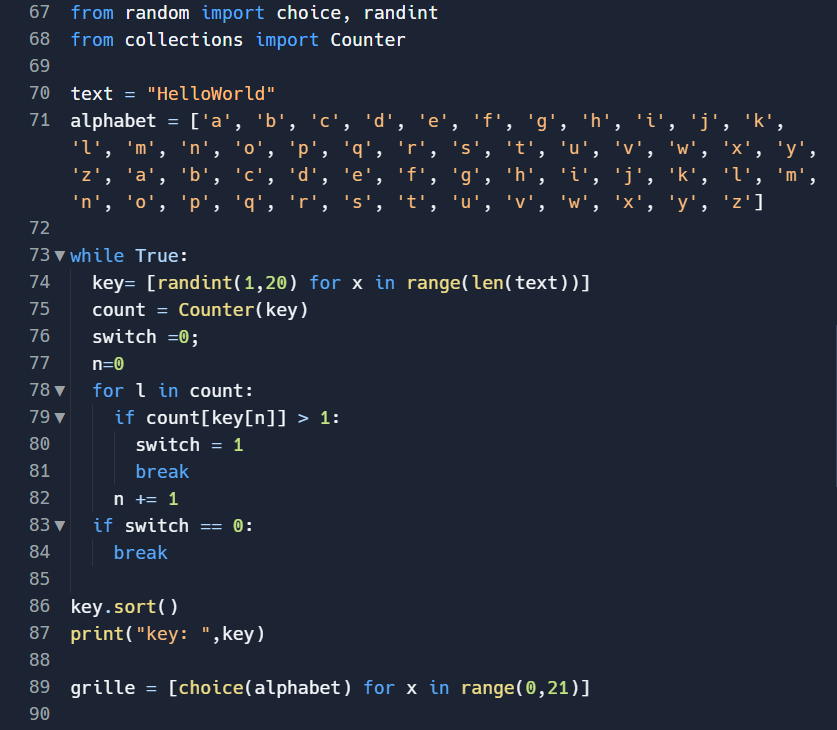 67 from random import choice, randint
68 from collections import Counter
69
70 text = "HelloWorld"
71 alphabet = ['a', 'b', 'c', 'd', 'e', 'f', 'g', 'h', 'i', 'j', 'k',
'l', 'm', 'n', 'o', 'p', 'q', 'r', 's', 't', 'u', 'v', 'w', 'x', 'y',
'z', 'a', 'b', 'c', 'd', 'e', 'f', 'g', 'h', 'i', 'j', 'k', 'l', 'm',
'n', 'o', 'p', 'q', 'r', 's', 't', 'u', 'v', 'w', 'x', 'y', 'z']
72
73 while True:
74   key= [randint(1,20) for x in range(len(text))]
75   count = Counter(key)
76   switch =0;
77   n=0
78   for l in count:
79     if count[key[n]] > 1:
80       switch = 1
81       break
82     n += 1
83   if switch == 0:
84     break
85
86 key.sort()
87 print("key: ",key)
88
89 grille = [choice(alphabet) for x in range(0,21)]
90